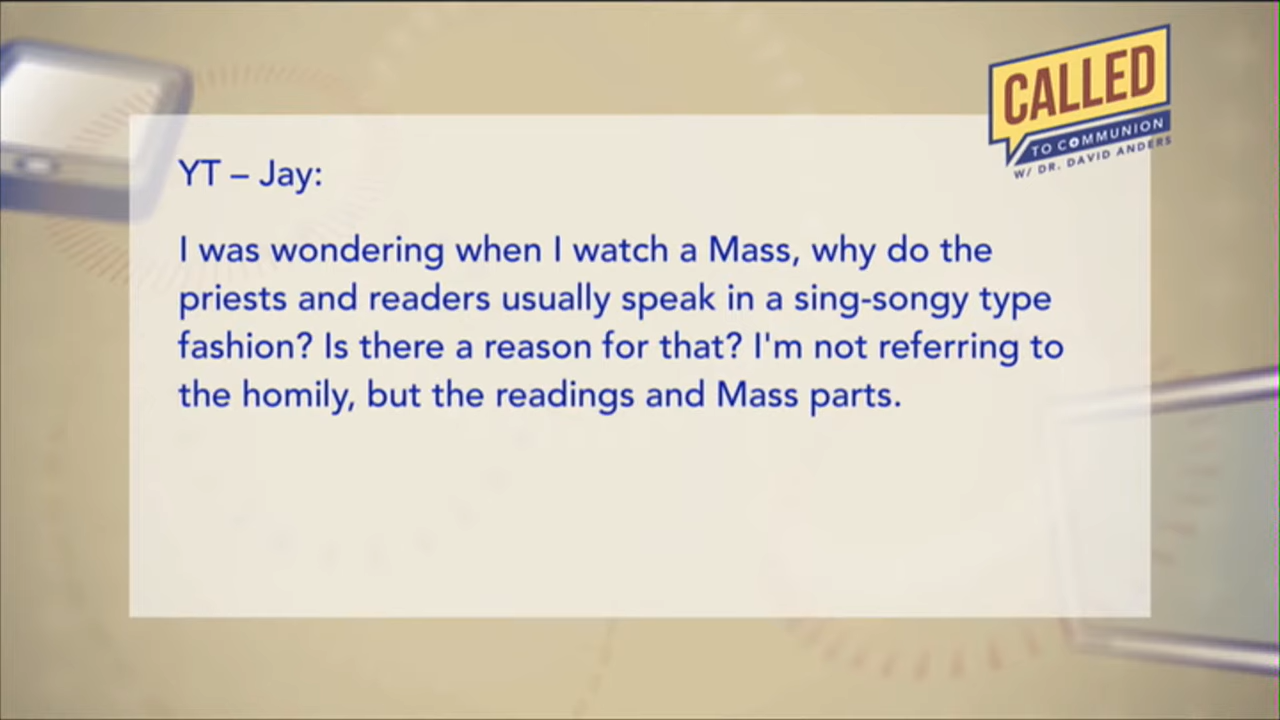 CALLED
TO COMMUNION
W/ DR. DAVID ANDERS
YT – Jay:
I was wondering when I watch a Mass, why do the
priests and readers usually speak in a sing-songy type
fashion? Is there a reason for that? I'm not referring to
the homily, but the readings and Mass parts.